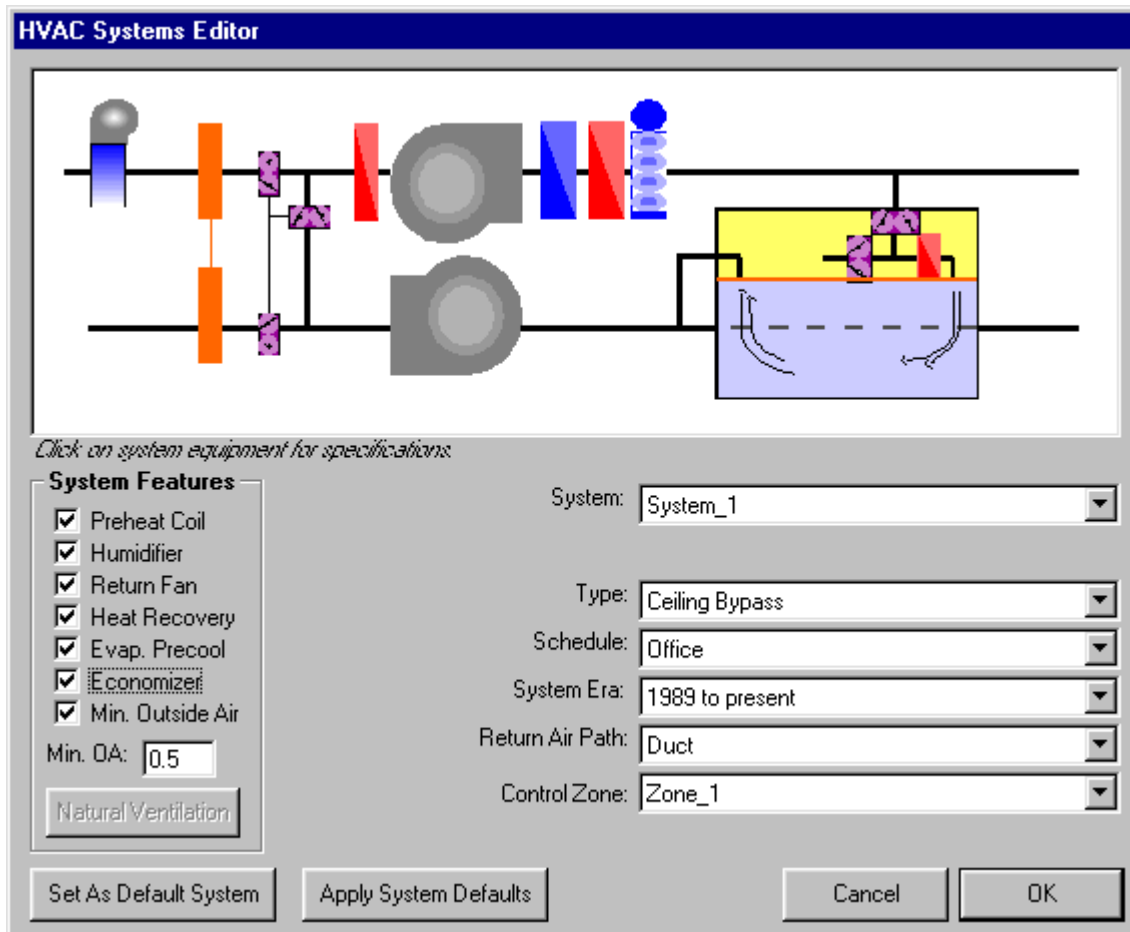 HVAC Systems Editor
Click on system equipment for specifications.
System Features
Preheat Coil
Humidifier
Return Fan
Heat Recovery
Evap. Precool
Economizer
Min. Outside Air
Min. OA: 0.5
Natural Ventilation
System: System_1
Type: Ceiling Bypass
Schedule: Office
System Era: 1989 to present
Return Air Path: Duct
Control Zone: Zone_1
Set As Default System
Apply System Defaults
Cancel
OK